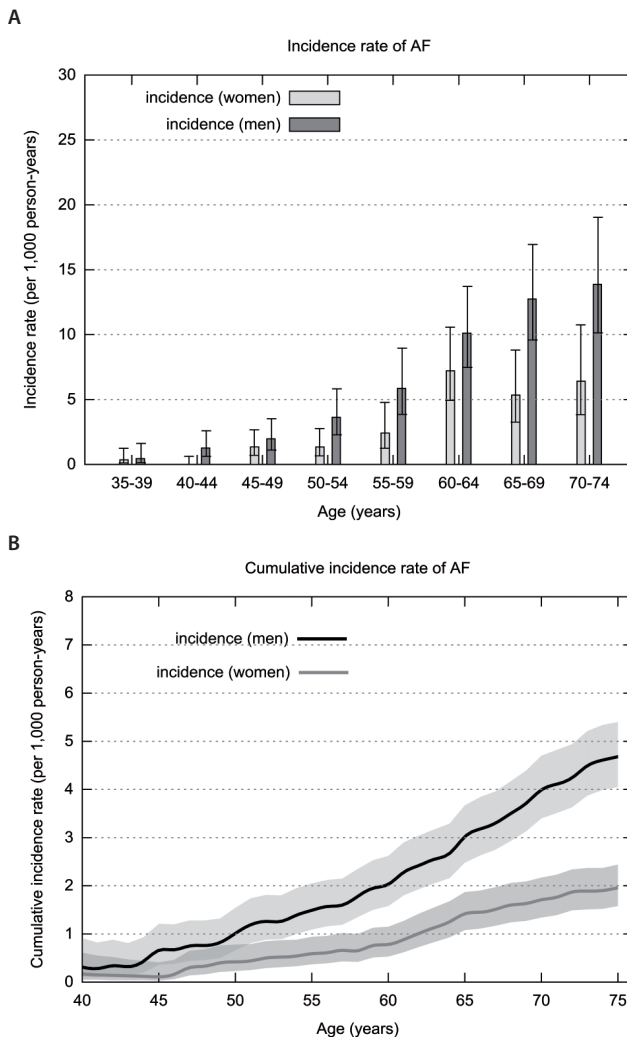 A
Incidence rate of AF
30
25
20
15
10
5
0
Incidence rate (per 1,000 person-years)
incidence (women)
incidence (men)
35-39 40-44 45-49 50-54 55-59 60-64 65-69 70-74
Age (years)
B
Cumulative incidence rate of AF
8
7
6
5
4
3
2
1
0
Cumulative incidence rate (per 1,000 person-years)
incidence (men)
incidence (women)
40 45 50 55 60 65 70 75
Age (years)